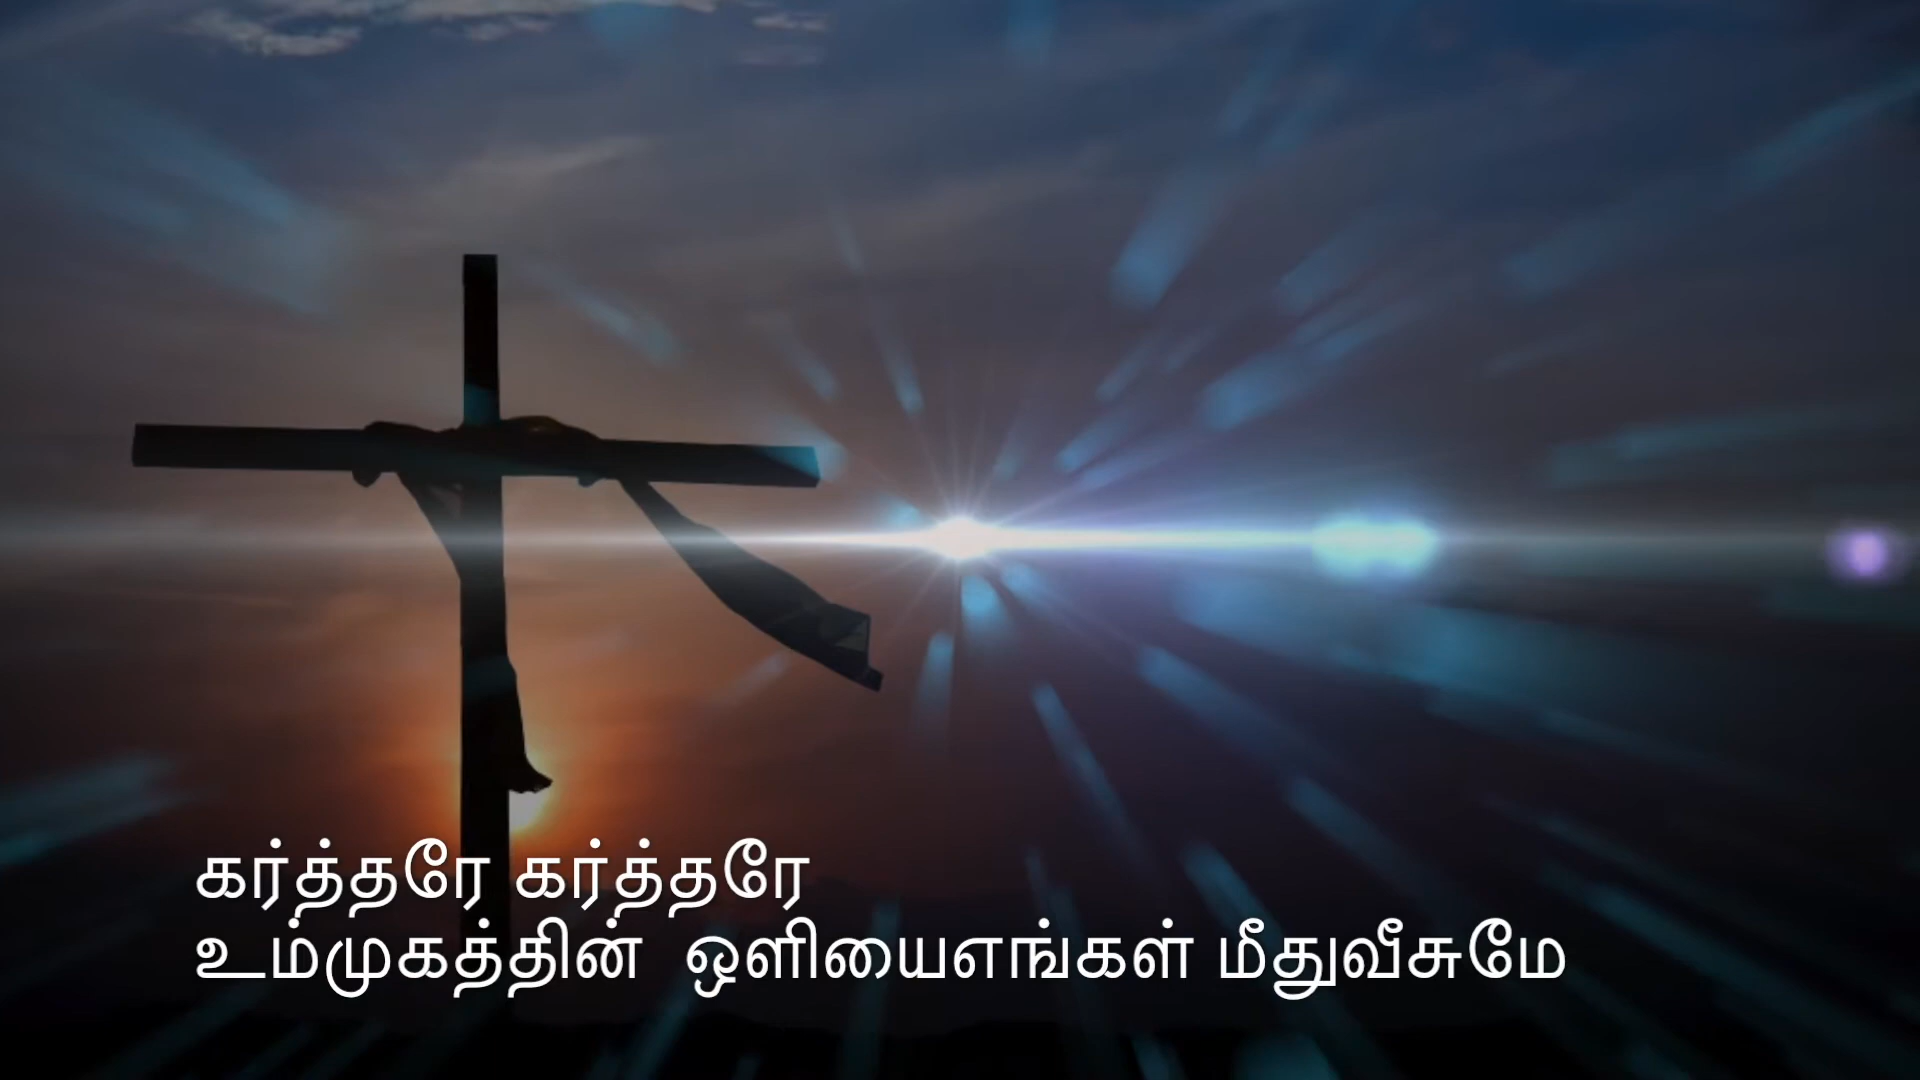 கர்த்தரே கர்த்தரே
உம்முகத்தின் ஒளியைஎங்கள் மீதுவீசுமே